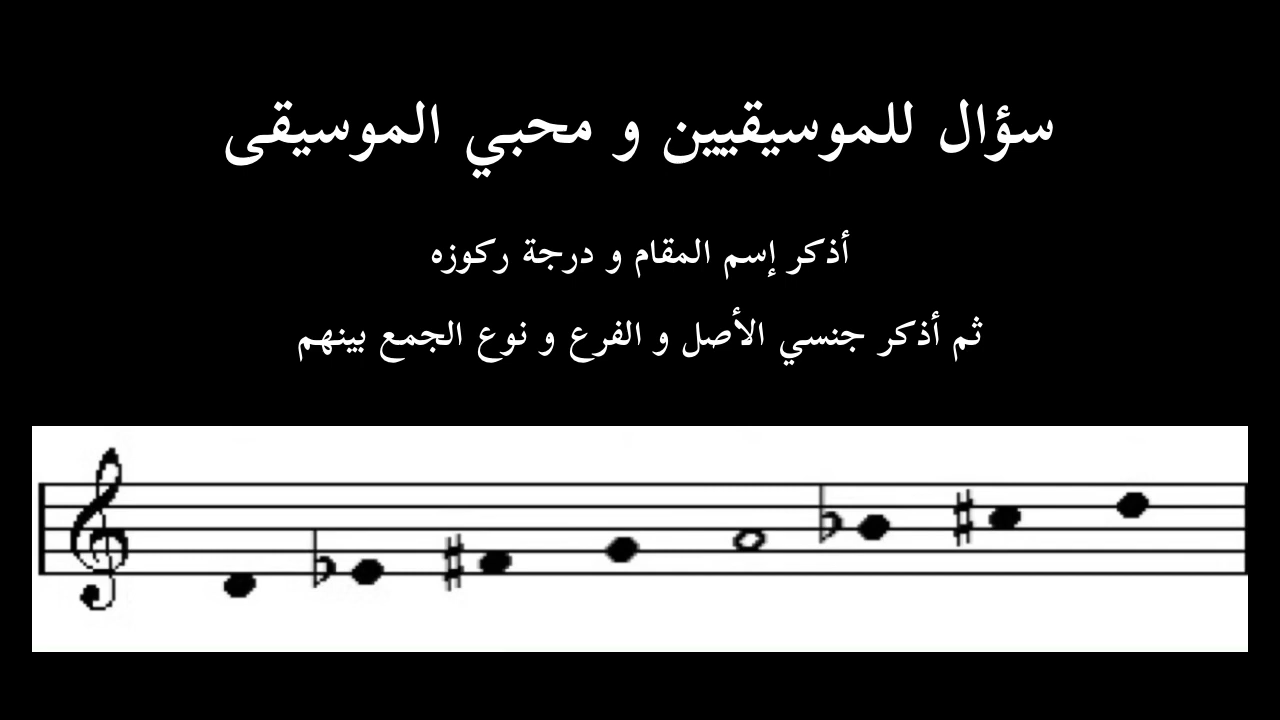 سؤال للموسيقيين و محبي الموسيقى
أذكر إسم المقام و درجة ركوزه
ثم أذكر جنسي الأصل و الفرع و نوع الجمع بينهم